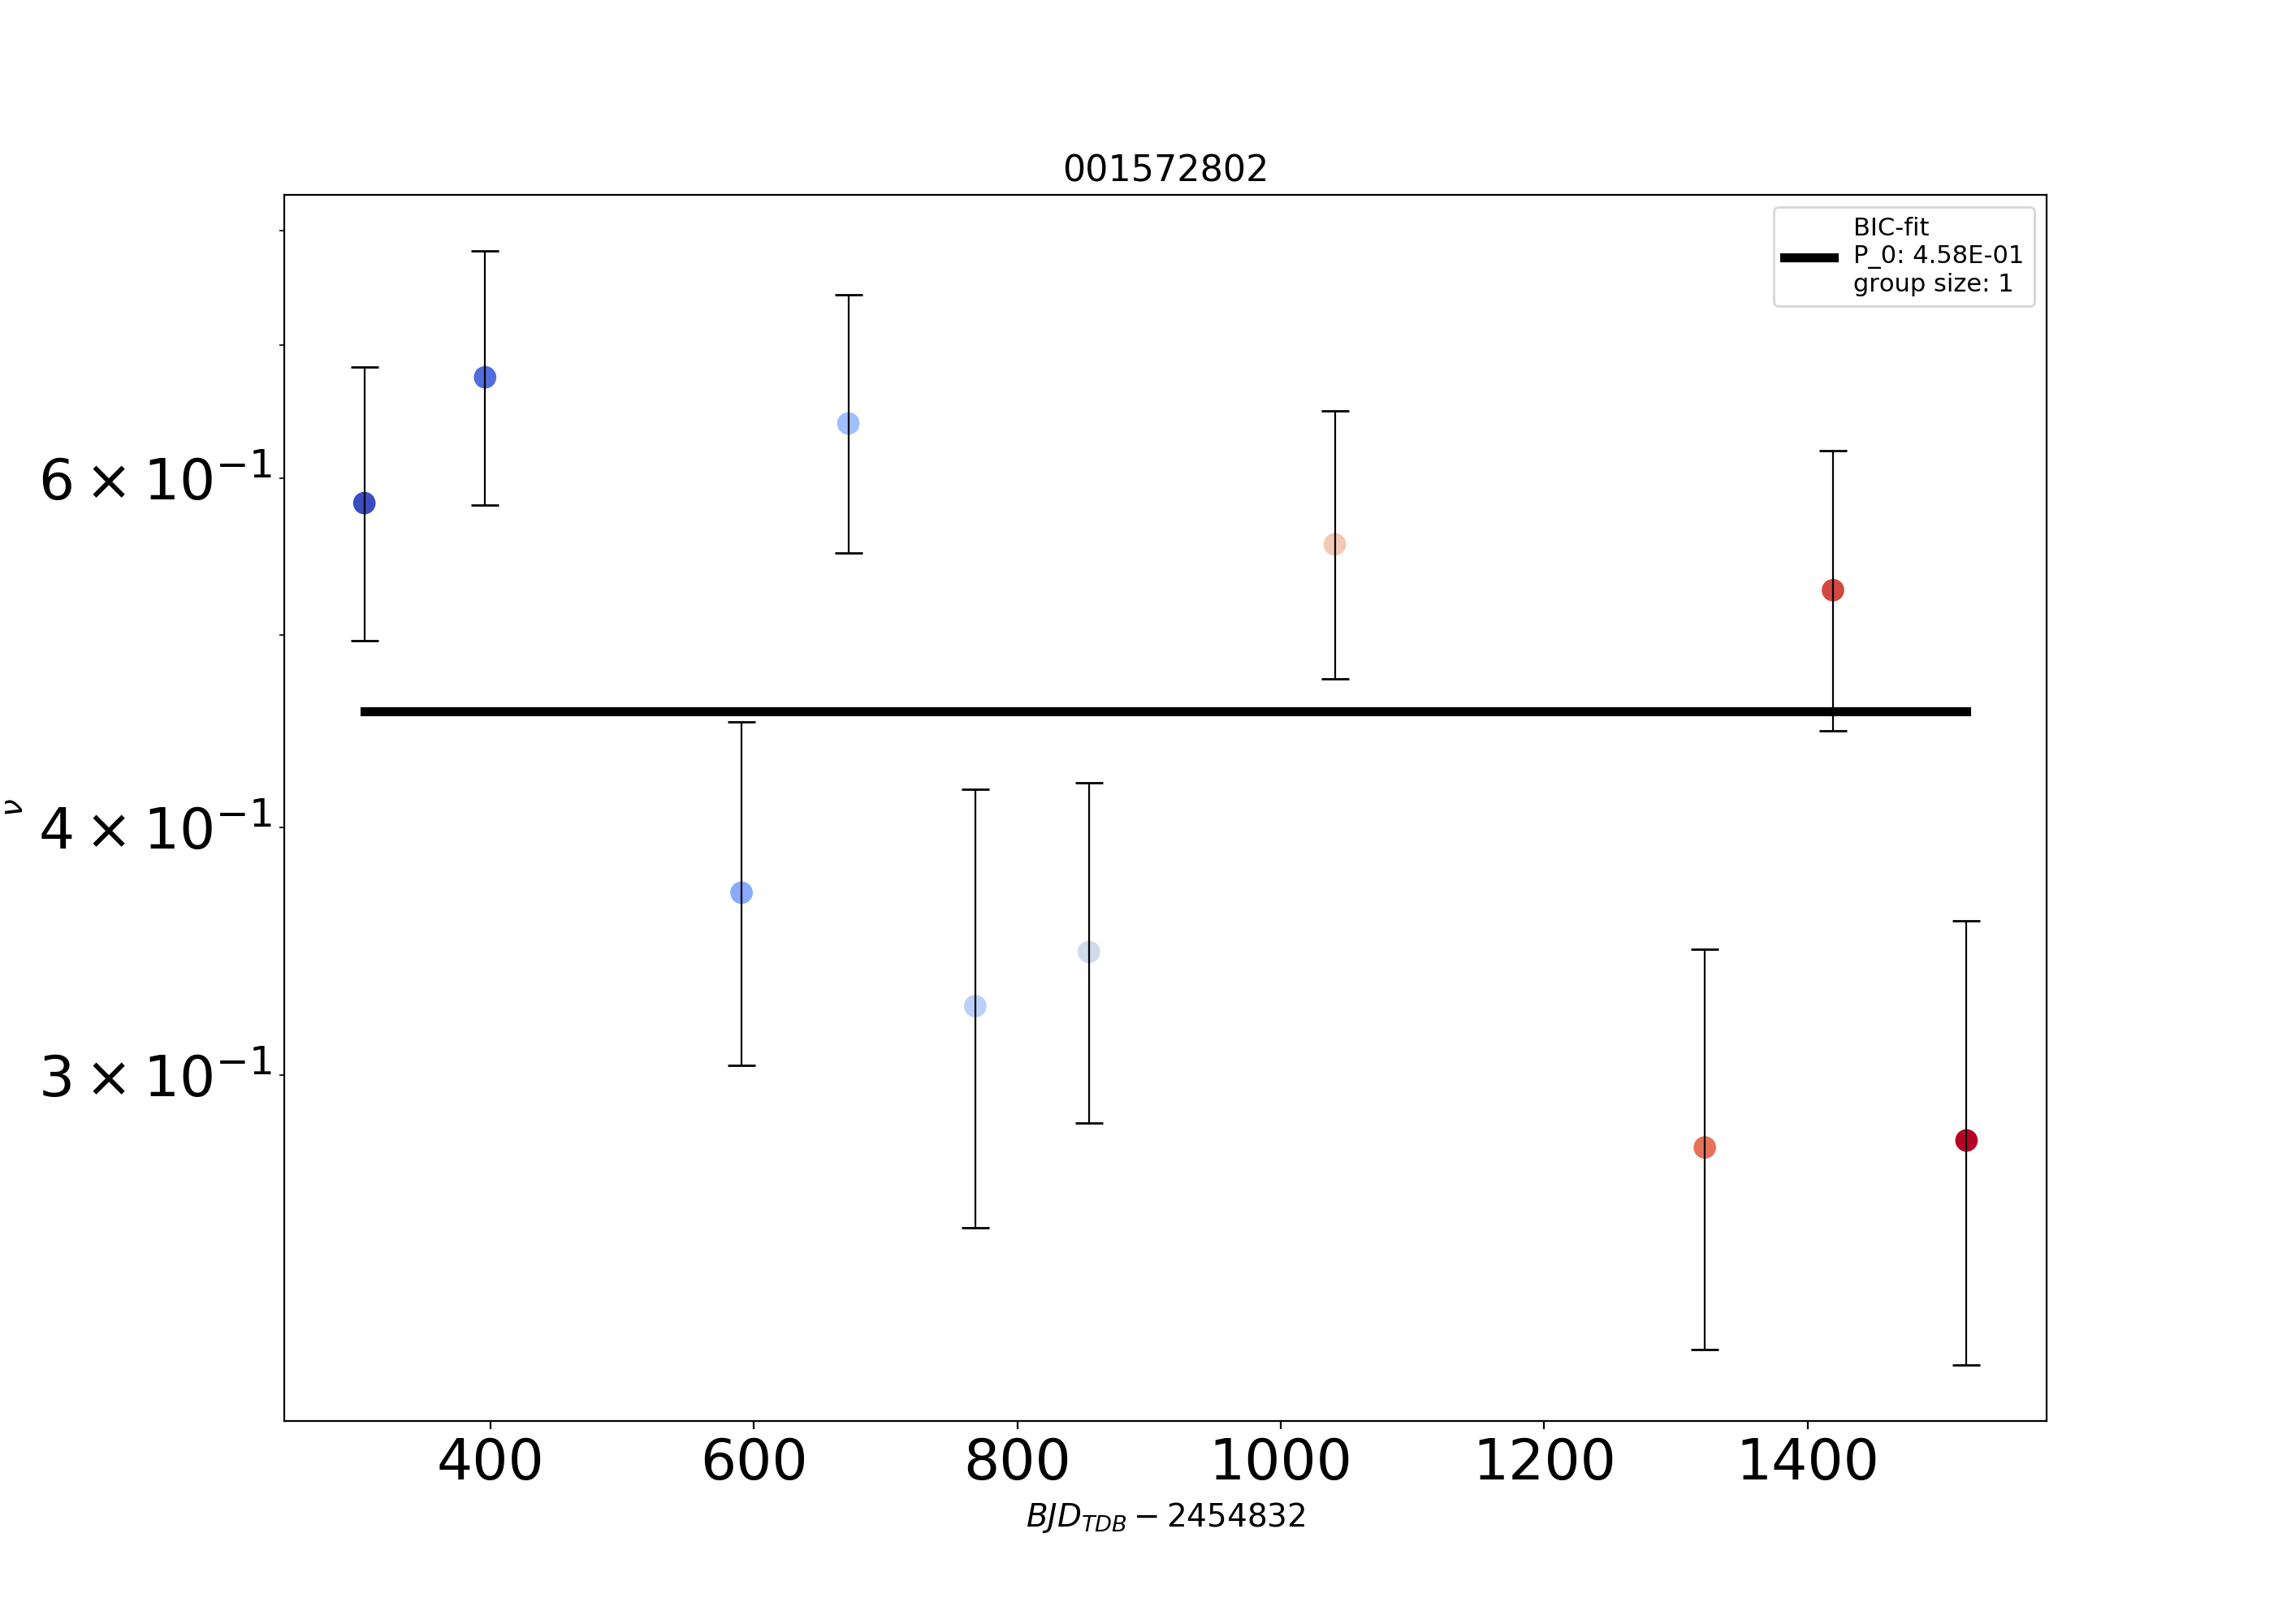 001572802
BIC-fit
P_0: 4.58E-01
group size: 1
6 × 10⁻¹
4 × 10⁻¹
3 × 10⁻¹
ν
400 600 800 1000 1200 1400
BJD_TDB − 2454832